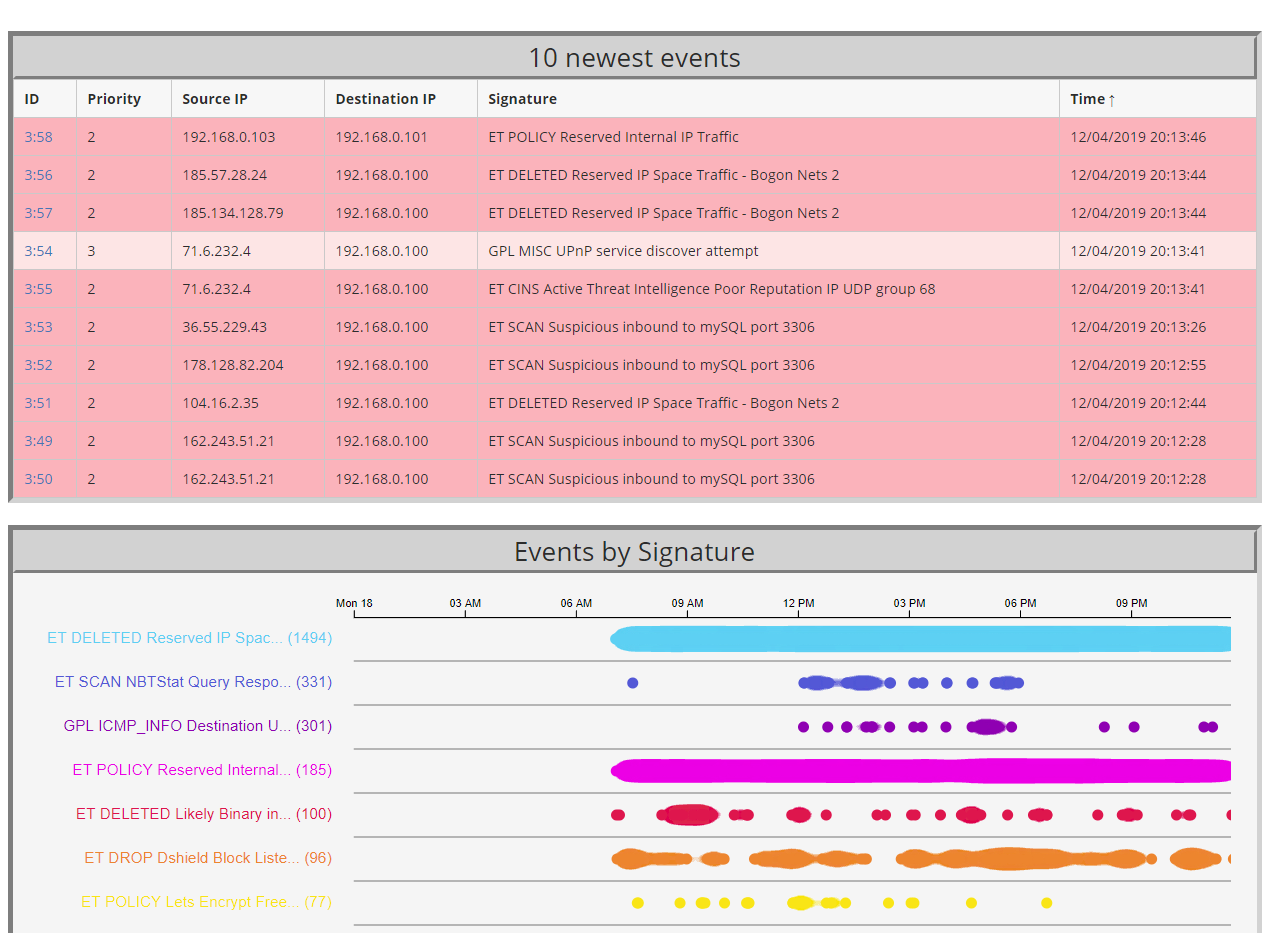 10 newest events
ID Priority Source IP Destination IP Signature Time ↑
3:58 2 192.168.0.103 192.168.0.101 ET POLICY Reserved Internal IP Traffic 12/04/2019 20:13:46
3:56 2 185.57.28.24 192.168.0.100 ET DELETED Reserved IP Space Traffic - Bogon Nets 2 12/04/2019 20:13:44
3:57 2 185.134.128.79 192.168.0.100 ET DELETED Reserved IP Space Traffic - Bogon Nets 2 12/04/2019 20:13:44
3:54 3 71.6.232.4 192.168.0.100 GPL MISC UPnP service discover attempt 12/04/2019 20:13:41
3:55 2 71.6.232.4 192.168.0.100 ET CINS Active Threat Intelligence Poor Reputation IP UDP group 68 12/04/2019 20:13:41
3:53 2 36.55.229.43 192.168.0.100 ET SCAN Suspicious inbound to mySQL port 3306 12/04/2019 20:13:26
3:52 2 178.128.82.204 192.168.0.100 ET SCAN Suspicious inbound to mySQL port 3306 12/04/2019 20:12:55
3:51 2 104.16.2.35 192.168.0.100 ET DELETED Reserved IP Space Traffic - Bogon Nets 2 12/04/2019 20:12:44
3:49 2 162.243.51.21 192.168.0.100 ET SCAN Suspicious inbound to mySQL port 3306 12/04/2019 20:12:28
3:50 2 162.243.51.21 192.168.0.100 ET SCAN Suspicious inbound to mySQL port 3306 12/04/2019 20:12:28
Events by Signature
Mon 18 03 AM 06 AM 09 AM 12 PM 03 PM 06 PM 09 PM
ET DELETED Reserved IP Spac... (1494)
ET SCAN NBTStat Query Respo... (331)
GPL ICMP_INFO Destination U... (301)
ET POLICY Reserved Internal... (185)
ET DELETED Likely Binary in... (100)
ET DROP Dshield Block Liste... (96)
ET POLICY Lets Encrypt Free... (77)